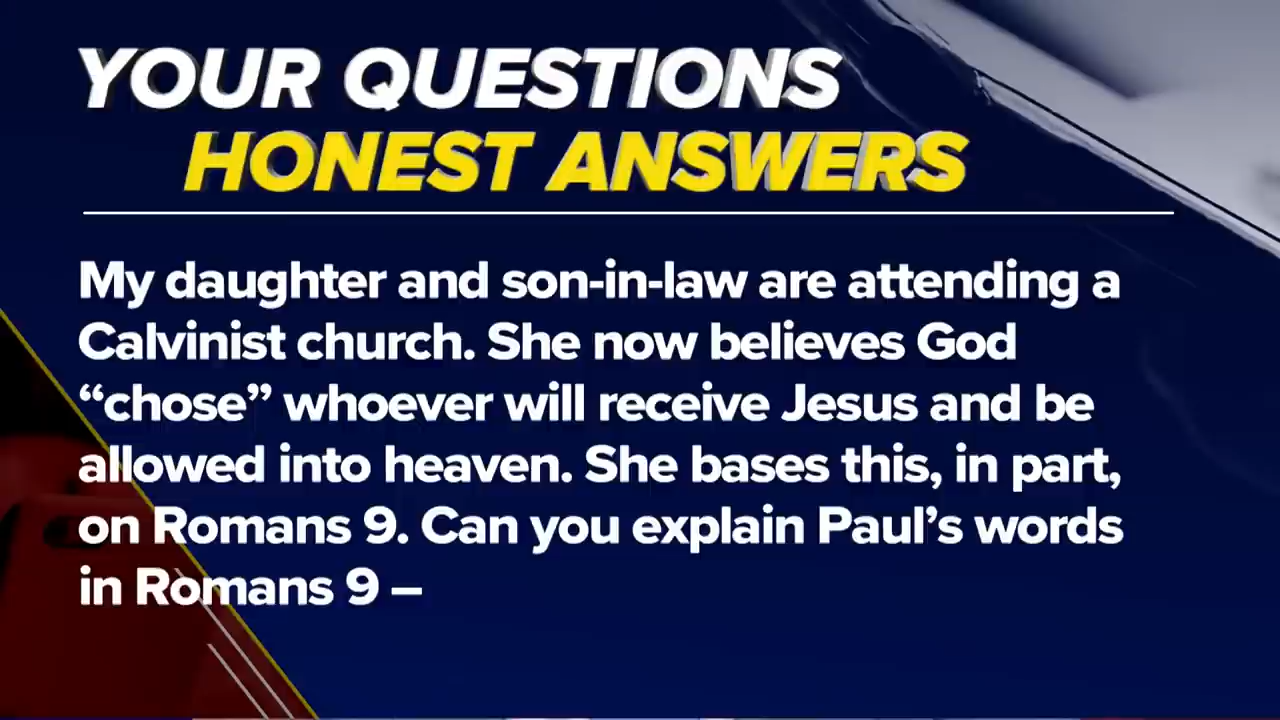 YOUR QUESTIONS
HONEST ANSWERS
My daughter and son-in-law are attending a
Calvinist church. She now believes God
“chose” whoever will receive Jesus and be
allowed into heaven. She bases this, in part,
on Romans 9. Can you explain Paul’s words
in Romans 9 –